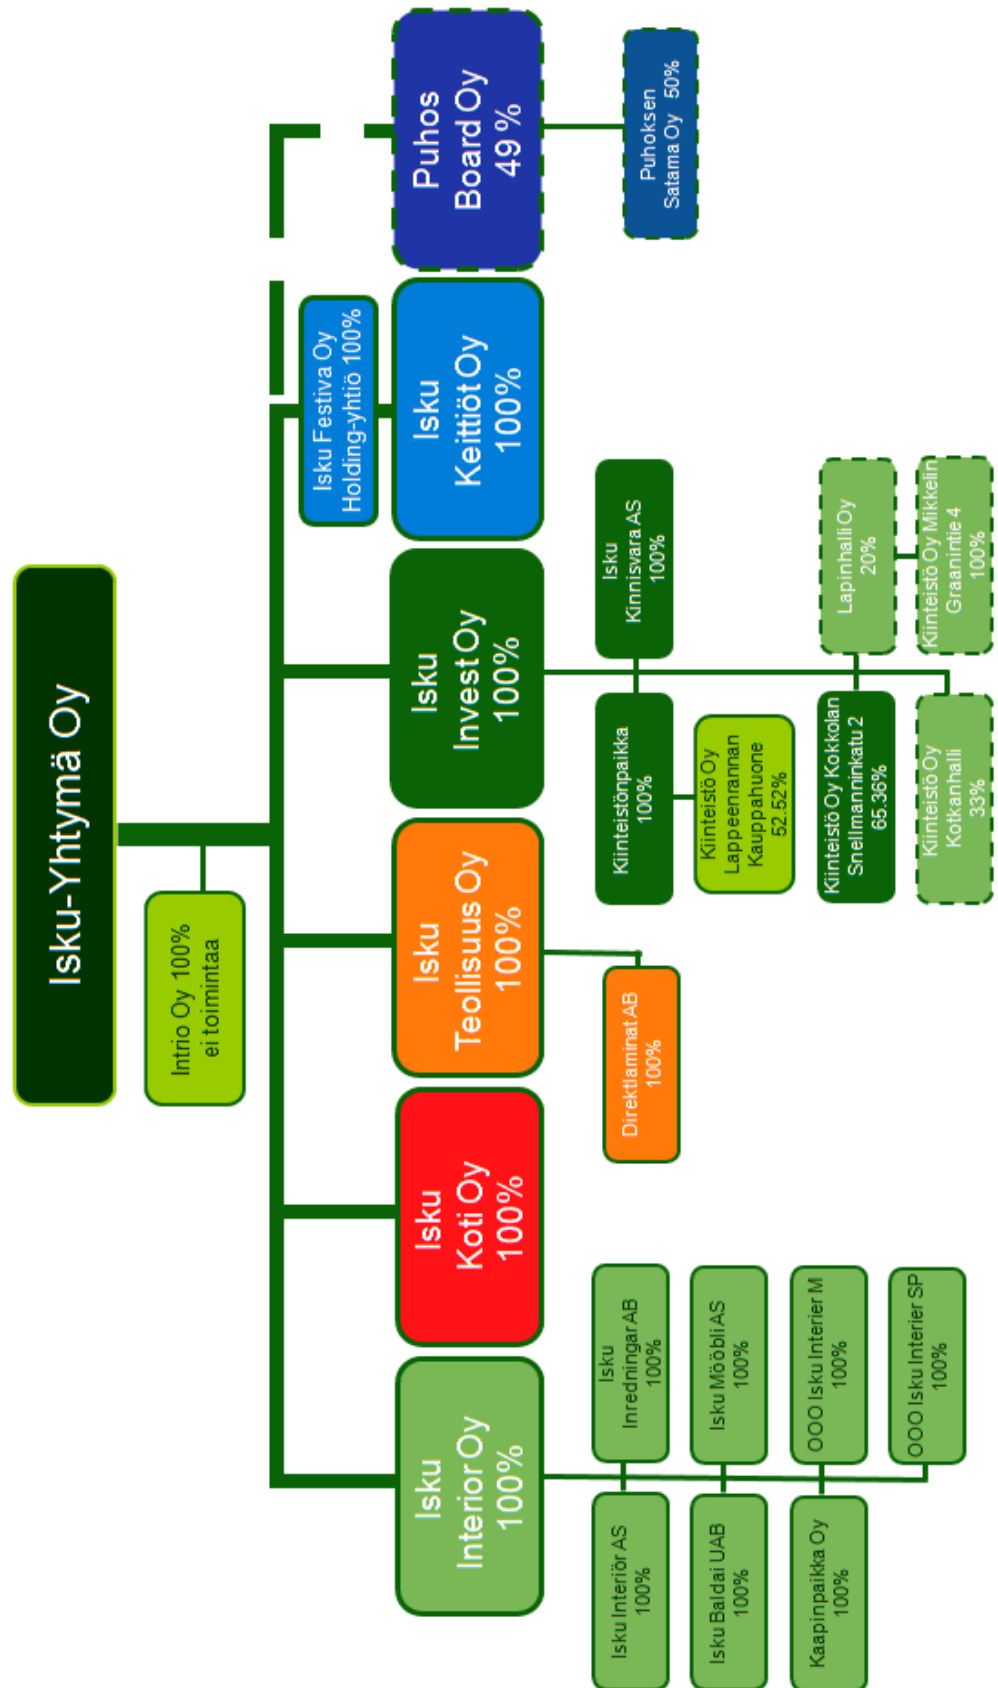 Isku-Yhtymä Oy
Intrio Oy 100%
ei toimintaa
Isku Festiva Oy
Holding-yhtiö 100%
Isku
Interior Oy
100%
Isku
Koti Oy
100%
Isku
Teollisuus Oy
100%
Isku
Invest Oy
100%
Isku
Keittiöt Oy
100%
Puhos
Board Oy
49 %
Isku Interiör AS
100%
Isku
Inredningar AB
100%
Isku Baldai UAB
100%
Isku Mööbli AS
100%
Kaapinpaikka Oy
100%
OOO Isku Interier M
100%
OOO Isku Interier SP
100%
Direktlaminat AB
100%
Kiinteistönpaikka
100%
Isku
Kinnisvara AS
100%
Kiinteistö Oy
Lappeenrannan
Kauppahuone
52.52%
Kiinteistö Oy Kokkolan
Snellmaninkatu 2
65.36%
Lapinhalli Oy
20%
Kiinteistö Oy
Kotkanhalli
33%
Kiinteistö Oy Mikkelin
Graanintie 4
100%
Puhoksen
Satama Oy 50%